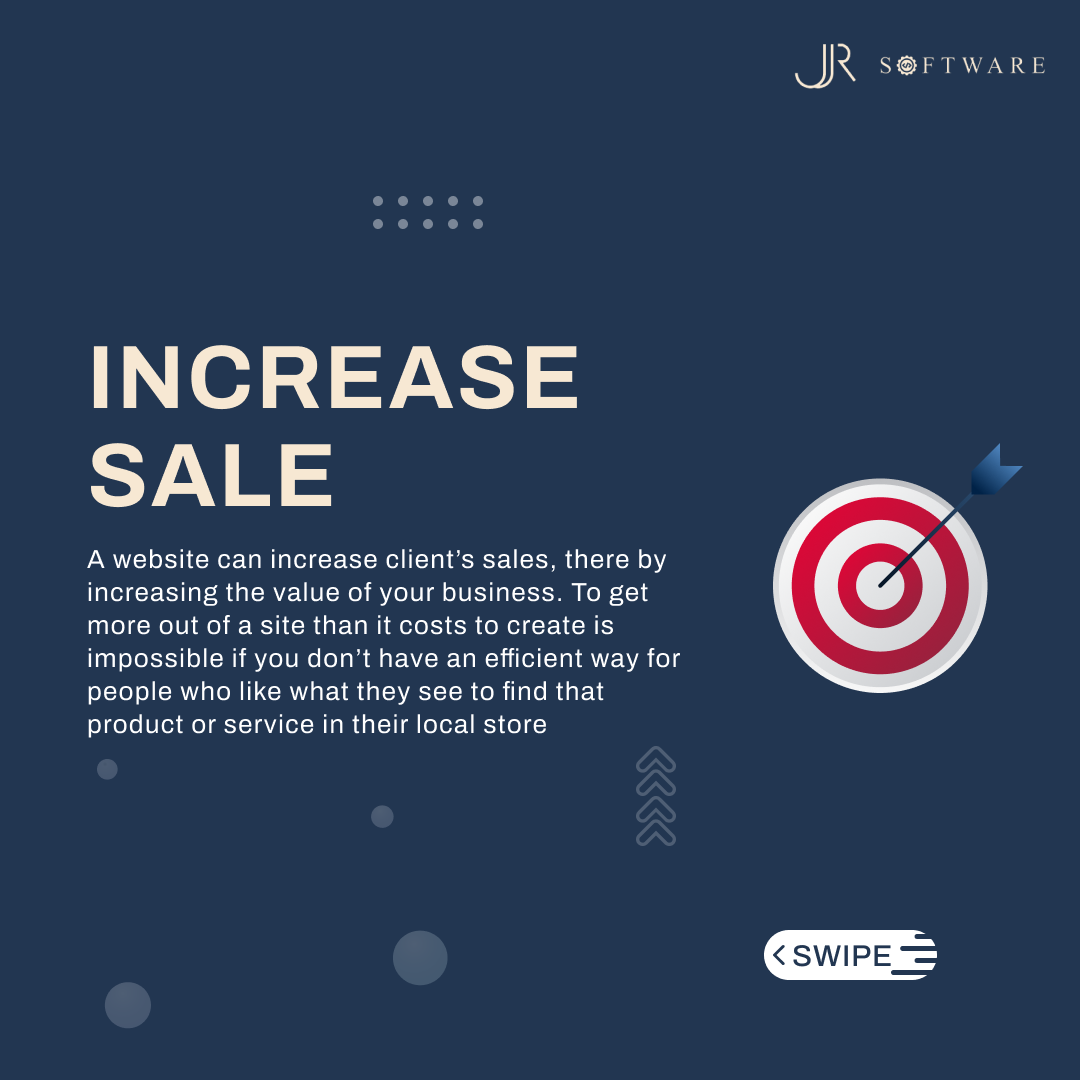 JR SOFTWARE
INCREASE
SALE
A website can increase client’s sales, there by
increasing the value of your business. To get
more out of a site than it costs to create is
impossible if you don’t have an efficient way for
people who like what they see to find that
product or service in their local store
SWIPE